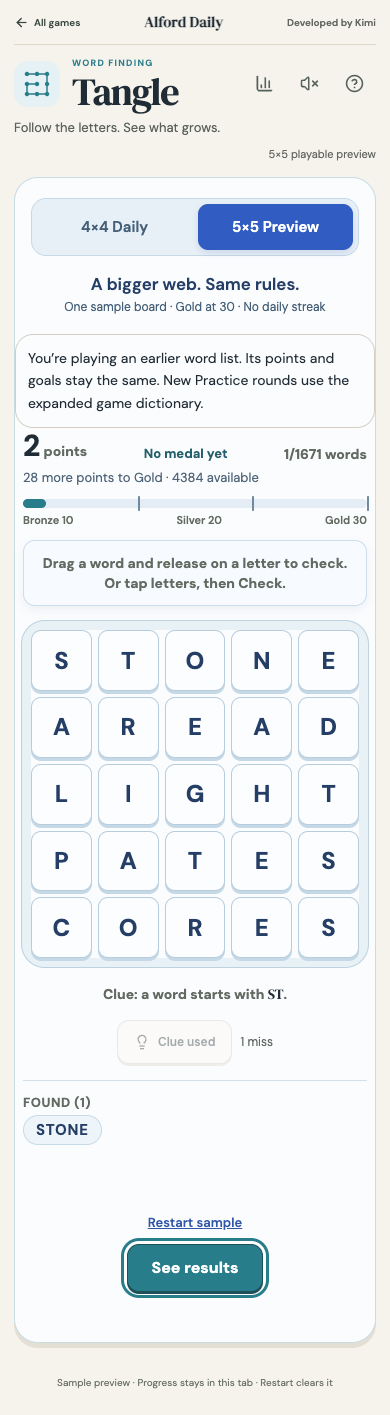 All games
Alford Daily
Developed by Kimi
WORD FINDING
Tangle
Follow the letters. See what grows.
5×5 playable preview
4×4 Daily
5×5 Preview
A bigger web. Same rules.
One sample board · Gold at 30 · No daily streak
You’re playing an earlier word list. Its points and
goals stay the same. New Practice rounds use the
expanded game dictionary.
2 points
No medal yet
1/1671 words
28 more points to Gold · 4384 available
Bronze 10
Silver 20
Gold 30
Drag a word and release on a letter to check.
Or tap letters, then Check.
S T O N E
A R E A D
L I G H T
P A T E S
C O R E S
Clue: a word starts with ST.
Clue used
1 miss
FOUND (1)
STONE
Restart sample
See results
Sample preview · Progress stays in this tab · Restart clears it